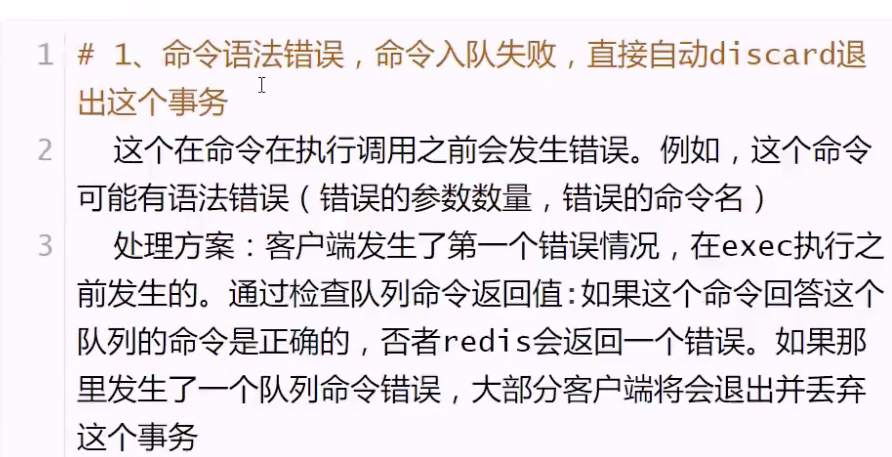 1 # 1、命令语法错误，命令入队失败，直接自动discard退
出这个事务
2 这个在命令在执行调用之前会发生错误。例如，这个命令
可能有语法错误（错误的参数数量，错误的命令名）
3 处理方案：客户端发生了第一个错误情况，在exec执行之
前发生的。通过检查队列命令返回值:如果这个命令回答这个
队列的命令是正确的，否者redis会返回一个错误。如果那
里发生了一个队列命令错误，大部分客户端将会退出并丢弃
这个事务